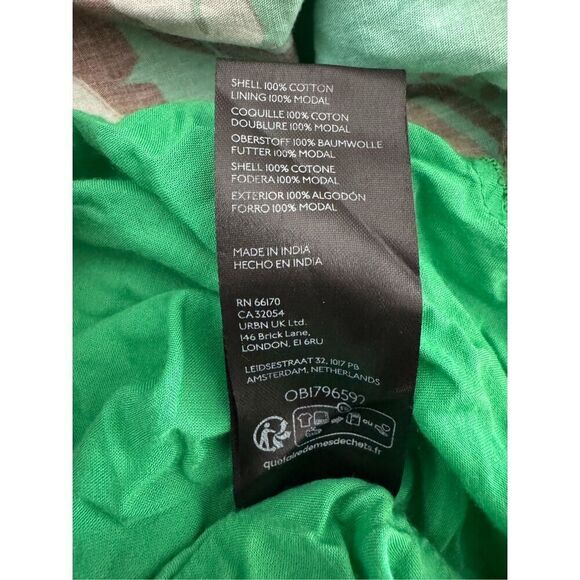 SHELL 100% COTTON
LINING 100% MODAL
COQUILLE 100% COTON
DOUBLURE 100% MODAL
OBERSTOFF 100% BAUMWOLLE
FUTTER 100% MODAL
SHELL 100% COTONE
FODERA 100% MODAL
EXTERIOR 100% ALGODÓN
FORRO 100% MODAL
MADE IN INDIA
HECHO EN INDIA
RN 66170
CA 32054
URBN UK Ltd.
146 Brick Lane,
LONDON, E1 6RU
LEIDSESTRAAT 32, 1017 PB
AMSTERDAM, NETHERLANDS
OB1796592
OU
quefairedemesdechets.fr